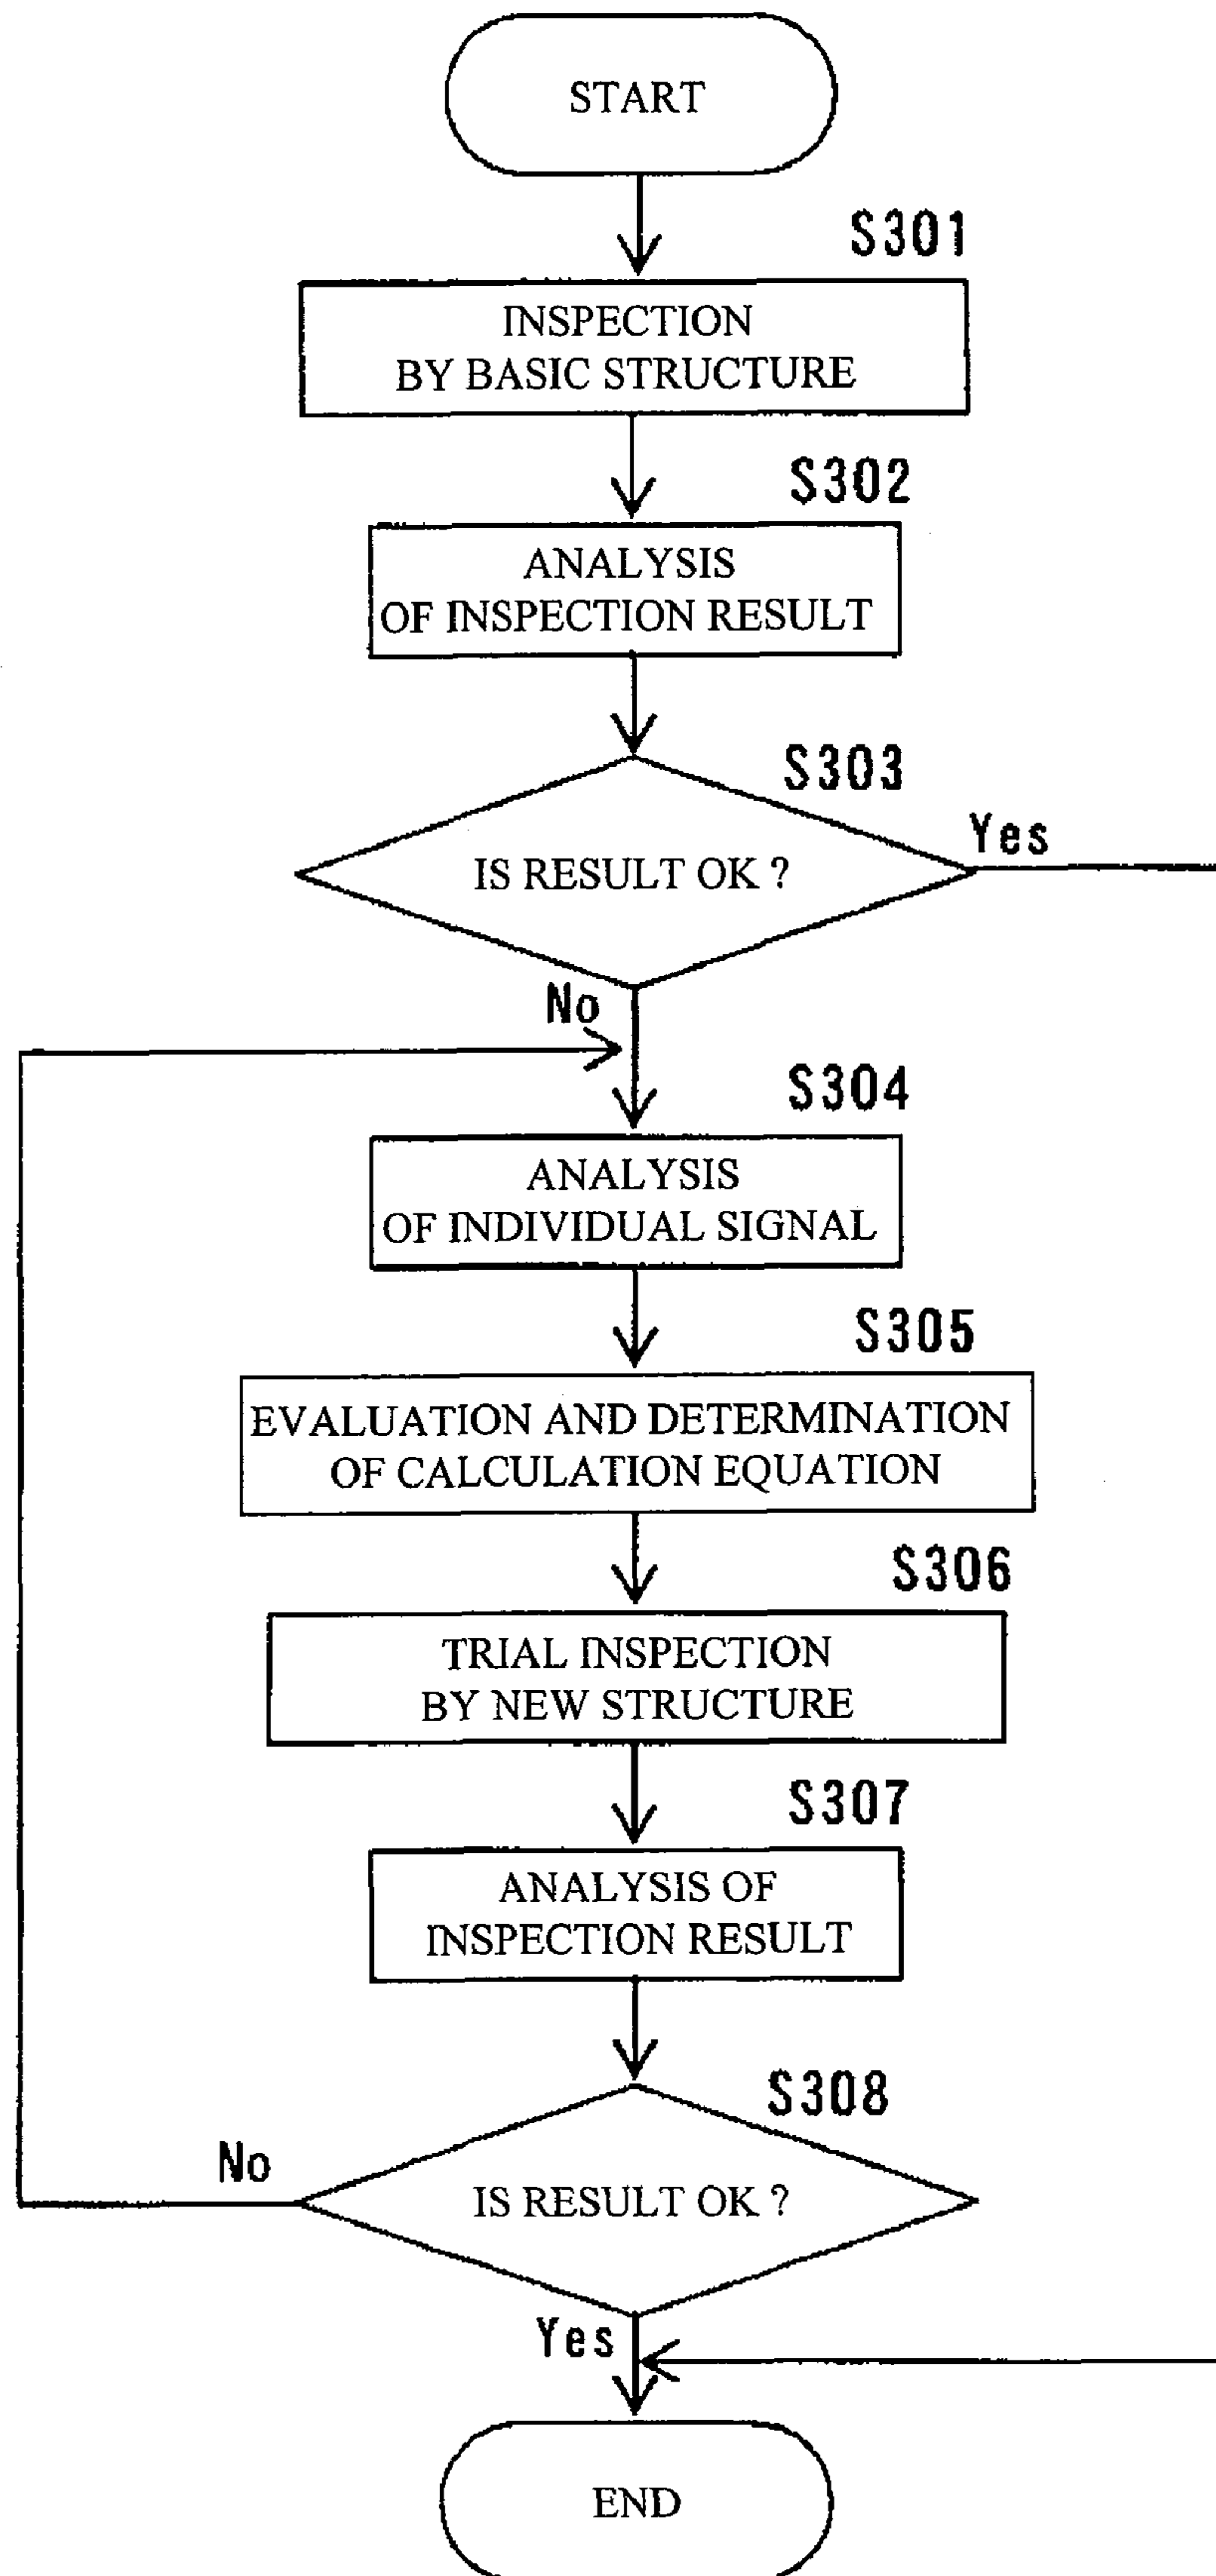 START
S301
INSPECTION
BY BASIC STRUCTURE
S302
ANALYSIS
OF INSPECTION RESULT
S303
IS RESULT OK ?
Yes
No
S304
ANALYSIS
OF INDIVIDUAL SIGNAL
S305
EVALUATION AND DETERMINATION
OF CALCULATION EQUATION
S306
TRIAL INSPECTION
BY NEW STRUCTURE
S307
ANALYSIS OF
INSPECTION RESULT
S308
No
IS RESULT OK ?
Yes
END